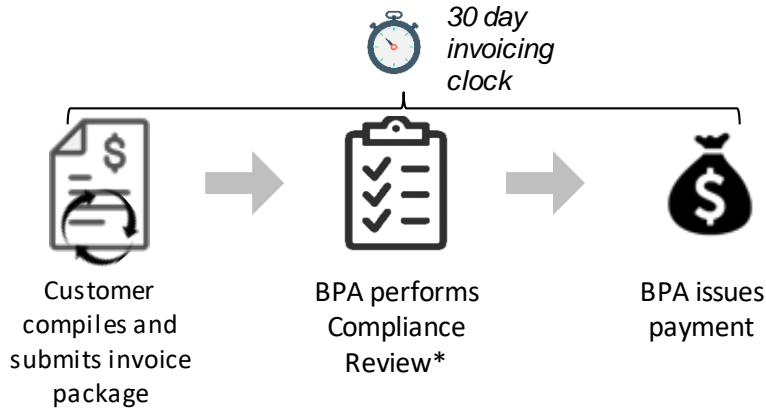 30 day
invoicing
clock
$
$
Customer
compiles and
submits invoice
package
BPA performs
Compliance
Review*
BPA issues
payment